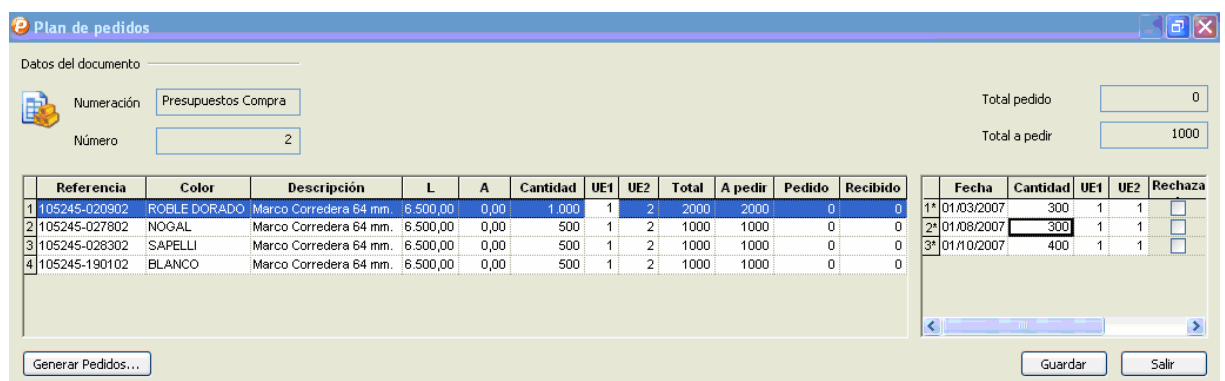 Plan de pedidos
Datos del documento
Numeración Presupuestos Compra Total pedido 0
Número 2 Total a pedir 1000
Referencia Color Descripción L A Cantidad UE1 UE2 Total A pedir Pedido Recibido Fecha Cantidad UE1 UE2 Rechaza
1 105245-020902 ROBLE DORADO Marco Corredera 64 mm. 6.500,00 0,00 1.000 1 2 2000 2000 0 0 1* 01/03/2007 300 1 1
2 105245-027802 NOGAL Marco Corredera 64 mm. 6.500,00 0,00 500 1 2 1000 1000 0 0 2* 01/08/2007 300 1 1
3 105245-028302 SAPELLI Marco Corredera 64 mm. 6.500,00 0,00 500 1 2 1000 1000 0 0 3* 01/10/2007 400 1 1
4 105245-190102 BLANCO Marco Corredera 64 mm. 6.500,00 0,00 500 1 2 1000 1000 0 0
Generar Pedidos... Guardar Salir